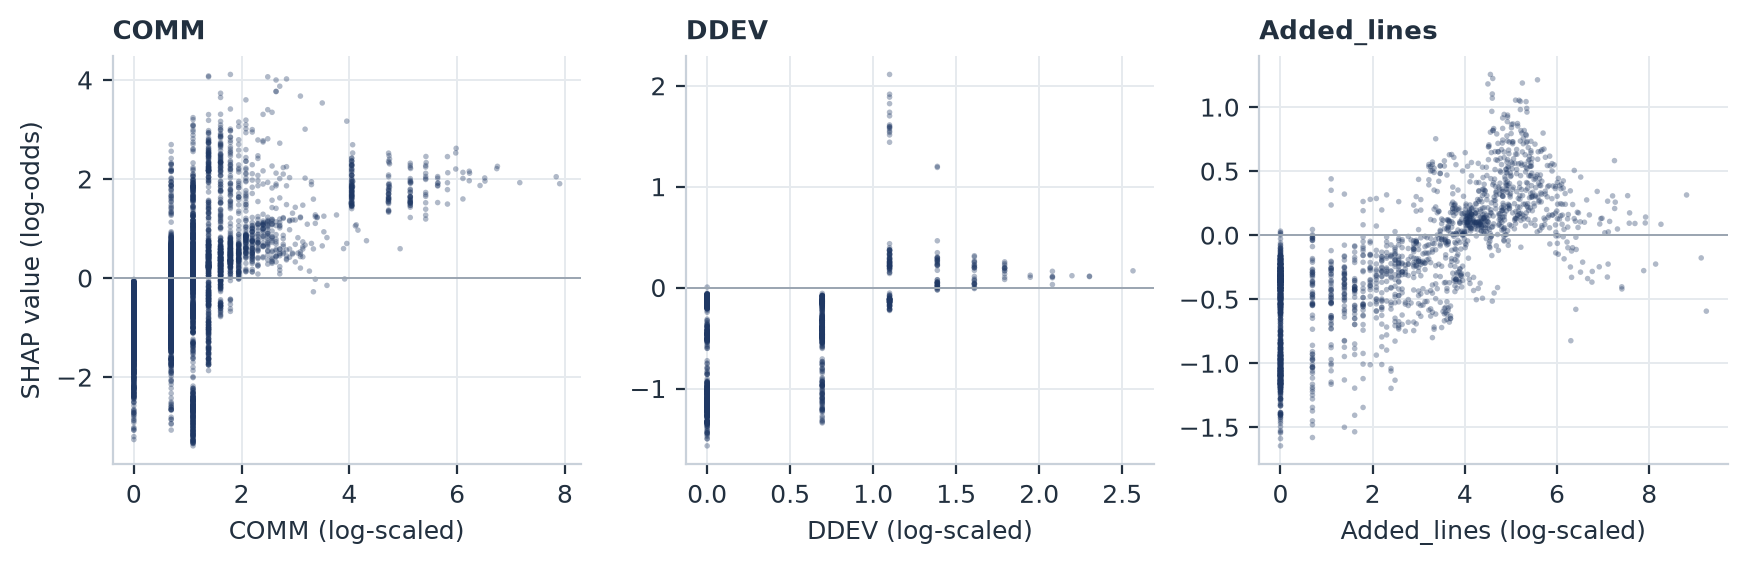 COMM
DDEV
Added_lines
SHAP value (log-odds)
4
2
0
−2
0 2 4 6 8
COMM (log-scaled)
2
1
0
−1
0.0 0.5 1.0 1.5 2.0 2.5
DDEV (log-scaled)
1.0
0.5
0.0
−0.5
−1.0
−1.5
0 2 4 6 8
Added_lines (log-scaled)